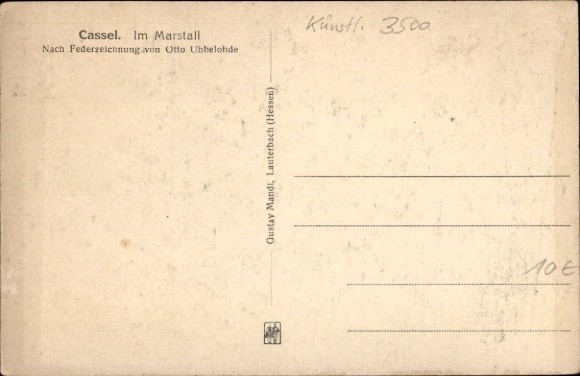 Cassel. Im Marstall
Nach Federzeichnung von Otto Ubbelohde
Künstl. 3500
Gustav Mandt, Lauterbach (Hessen)
10€